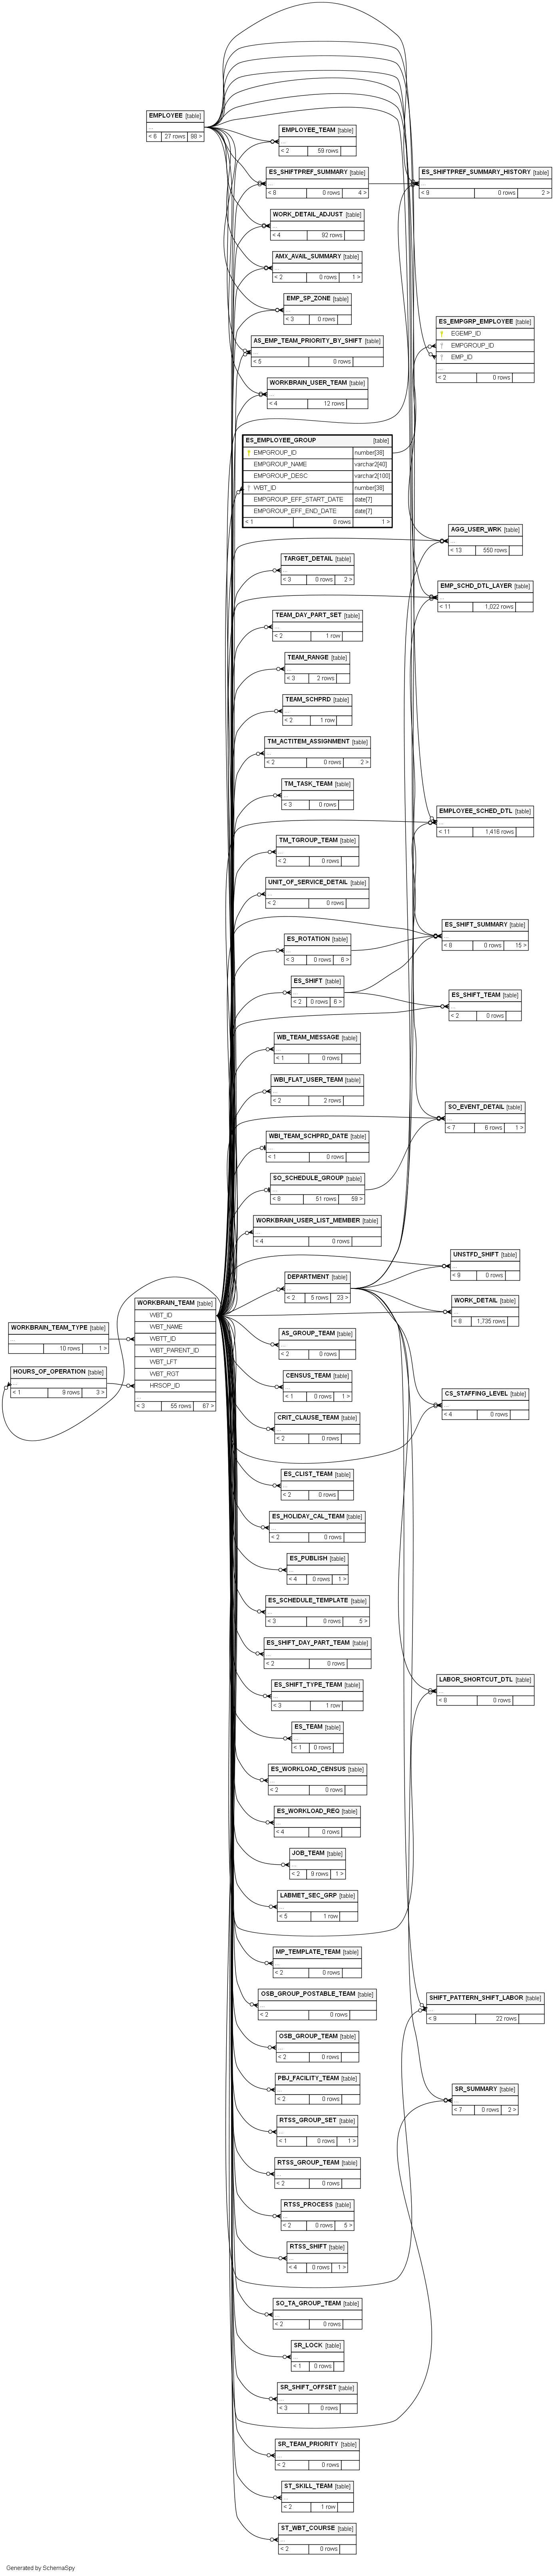 EMPLOYEE [table]
...
< 6 27 rows 98 >
EMPLOYEE_TEAM [table]
...
< 2 59 rows
ES_SHIFTPREF_SUMMARY [table]
...
< 8 0 rows 4 >
ES_SHIFTPREF_SUMMARY_HISTORY [table]
...
< 9 0 rows 2 >
WORK_DETAIL_ADJUST [table]
...
< 4 92 rows
AMX_AVAIL_SUMMARY [table]
...
< 2 0 rows 1 >
EMP_SP_ZONE [table]
...
< 3 0 rows
ES_EMPGRP_EMPLOYEE [table]
EGEMP_ID
EMPGROUP_ID
EMP_ID
...
< 2 0 rows
AS_EMP_TEAM_PRIORITY_BY_SHIFT [table]
...
< 5 0 rows
WORKBRAIN_USER_TEAM [table]
...
< 4 12 rows
ES_EMPLOYEE_GROUP [table]
EMPGROUP_ID number[38]
EMPGROUP_NAME varchar2[40]
EMPGROUP_DESC varchar2[100]
WBT_ID number[38]
EMPGROUP_EFF_START_DATE date[7]
EMPGROUP_EFF_END_DATE date[7]
< 1 0 rows 1 >
AGG_USER_WRK [table]
...
< 13 550 rows
TARGET_DETAIL [table]
...
< 3 0 rows 2 >
EMP_SCHD_DTL_LAYER [table]
...
< 11 1,022 rows
TEAM_DAY_PART_SET [table]
...
< 2 1 row
TEAM_RANGE [table]
...
< 3 2 rows
TEAM_SCHPRD [table]
...
< 2 1 row
TM_ACTITEM_ASSIGNMENT [table]
...
< 2 0 rows 2 >
TM_TASK_TEAM [table]
...
< 3 0 rows
EMPLOYEE_SCHED_DTL [table]
...
< 11 1,416 rows
TM_TGROUP_TEAM [table]
...
< 2 0 rows
UNIT_OF_SERVICE_DETAIL [table]
...
< 2 0 rows
ES_SHIFT_SUMMARY [table]
...
< 8 0 rows 15 >
ES_ROTATION [table]
...
< 3 0 rows 6 >
ES_SHIFT [table]
...
< 2 0 rows 6 >
ES_SHIFT_TEAM [table]
...
< 2 0 rows
WB_TEAM_MESSAGE [table]
...
< 1 0 rows
WBI_FLAT_USER_TEAM [table]
...
< 2 2 rows
SO_EVENT_DETAIL [table]
...
< 7 6 rows 1 >
WBI_TEAM_SCHPRD_DATE [table]
...
< 1 0 rows
SO_SCHEDULE_GROUP [table]
...
< 8 51 rows 59 >
WORKBRAIN_USER_LIST_MEMBER [table]
...
< 4 0 rows
UNSTFD_SHIFT [table]
...
< 9 0 rows
DEPARTMENT [table]
...
< 2 5 rows 23 >
WORK_DETAIL [table]
...
< 8 1,735 rows
WORKBRAIN_TEAM [table]
WBT_ID
WBT_NAME
WBTT_ID
WBT_PARENT_ID
WBT_LFT
WBT_RGT
HRSOP_ID
...
< 3 55 rows 67 >
WORKBRAIN_TEAM_TYPE [table]
...
10 rows 1 >
HOURS_OF_OPERATION [table]
...
< 1 9 rows 3 >
AS_GROUP_TEAM [table]
...
< 2 0 rows
CENSUS_TEAM [table]
...
< 1 0 rows 1 >
CS_STAFFING_LEVEL [table]
...
< 4 0 rows
CRIT_CLAUSE_TEAM [table]
...
< 2 0 rows
ES_CLIST_TEAM [table]
...
< 2 0 rows
ES_HOLIDAY_CAL_TEAM [table]
...
< 2 0 rows
ES_PUBLISH [table]
...
< 4 0 rows 1 >
ES_SCHEDULE_TEMPLATE [table]
...
< 3 0 rows 5 >
ES_SHIFT_DAY_PART_TEAM [table]
...
< 2 0 rows
LABOR_SHORTCUT_DTL [table]
...
< 8 0 rows
ES_SHIFT_TYPE_TEAM [table]
...
< 3 1 row
ES_TEAM [table]
...
< 1 0 rows
ES_WORKLOAD_CENSUS [table]
...
< 2 0 rows
ES_WORKLOAD_REQ [table]
...
< 4 0 rows
JOB_TEAM [table]
...
< 2 9 rows 1 >
LABMET_SEC_GRP [table]
...
< 5 1 row
MP_TEMPLATE_TEAM [table]
...
< 2 0 rows
OSB_GROUP_POSTABLE_TEAM [table]
...
< 2 0 rows
SHIFT_PATTERN_SHIFT_LABOR [table]
...
< 8 22 rows
OSB_GROUP_TEAM [table]
...
< 2 0 rows
PBJ_FACILITY_TEAM [table]
...
< 2 0 rows
SR_SUMMARY [table]
...
< 7 0 rows 2 >
RTSS_GROUP_SET [table]
...
< 1 0 rows 1 >
RTSS_GROUP_TEAM [table]
...
< 2 0 rows
RTSS_PROCESS [table]
...
< 2 0 rows 5 >
RTSS_SHIFT [table]
...
< 4 0 rows 1 >
SO_TA_GROUP_TEAM [table]
...
< 2 0 rows
SR_LOCK [table]
...
< 1 0 rows
SR_SHIFT_OFFSET [table]
...
< 3 0 rows
SR_TEAM_PRIORITY [table]
...
< 2 0 rows
ST_SKILL_TEAM [table]
...
< 2 1 row
ST_WBT_COURSE [table]
...
< 2 0 rows
Generated by SchemaSpy